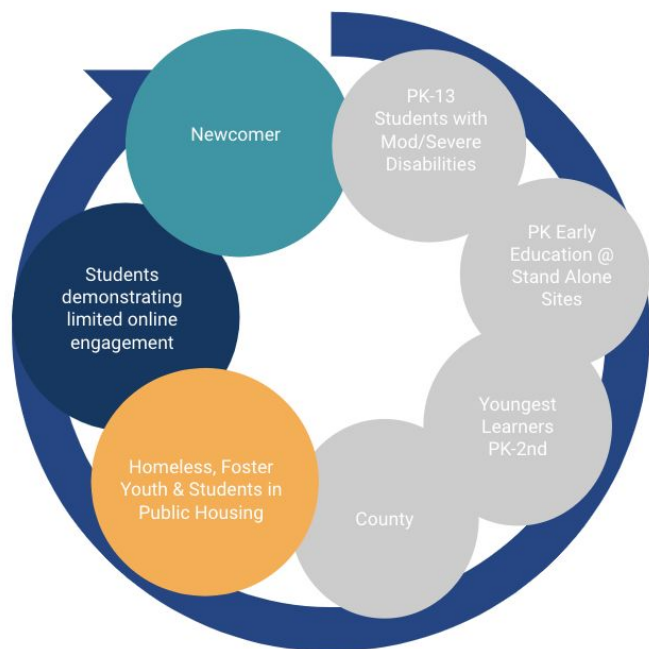 Newcomer
PK-13
Students with
Mod/Severe
Disabilities
PK Early
Education @
Stand Alone
Sites
Students
demonstrating
limited online
engagement
Youngest
Learners
PK-2nd
Homeless, Foster
Youth & Students in
Public Housing
County